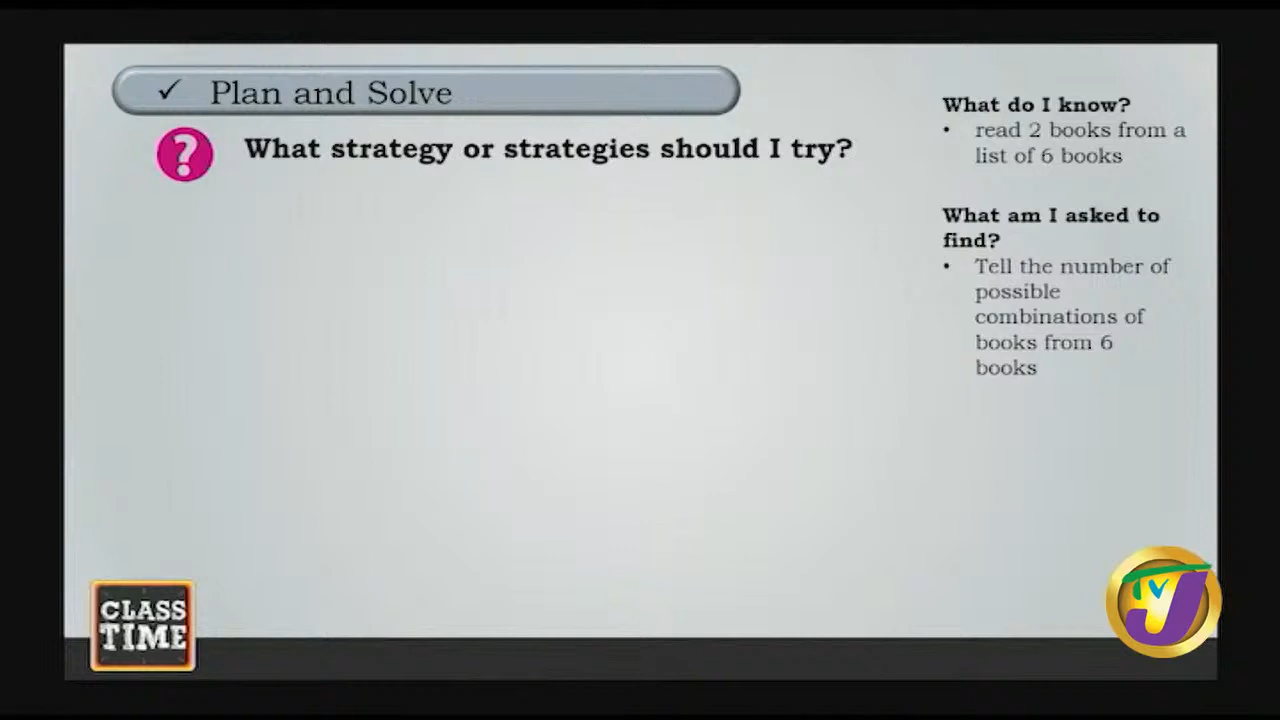 ✓ Plan and Solve
? What strategy or strategies should I try?
What do I know?
• read 2 books from a
list of 6 books
What am I asked to
find?
• Tell the number of
possible
combinations of
books from 6
books
CLASS
TIME
TVJ